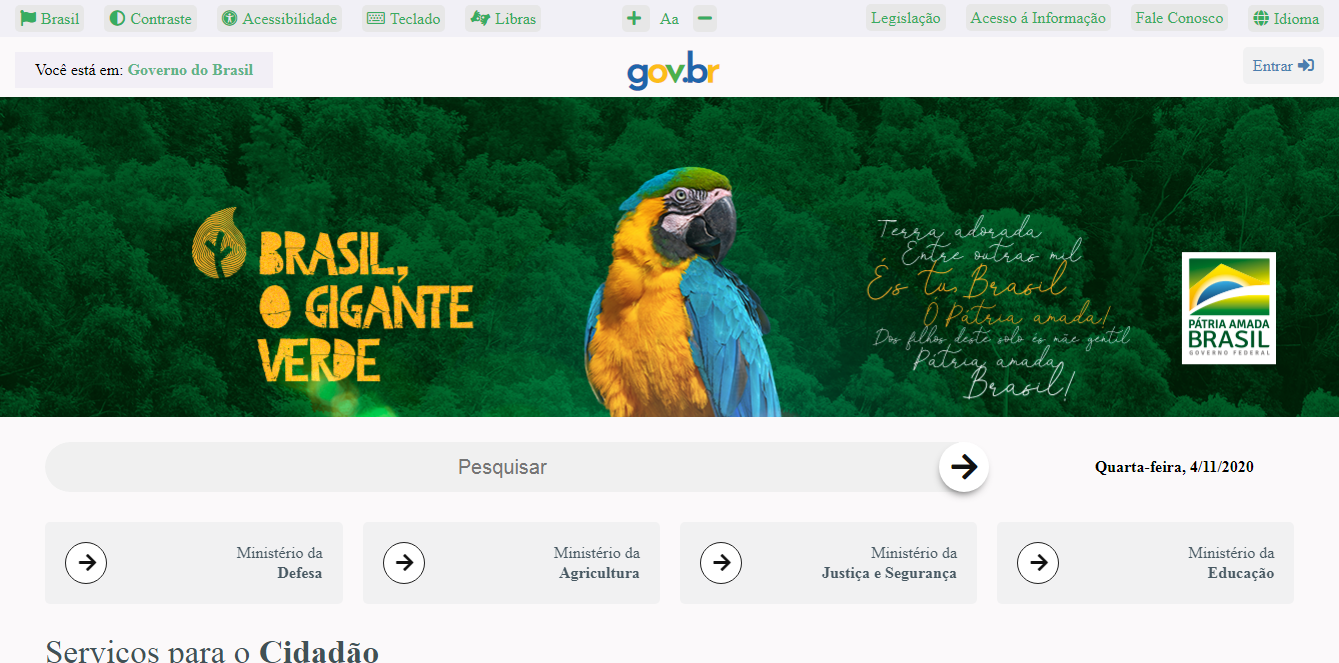 Brasil
Contraste
Acessibilidade
Teclado
Libras
Aa
Legislação
Acesso á Informação
Fale Conosco
Idioma
Você está em: Governo do Brasil
gov.br
Entrar
BRASIL,
O GIGANTE
VERDE
Terra adorada
Entre outras mil
És tu, Brasil
Ó Pátria amada!
Dos filhos deste solo és mãe gentil
Pátria amada,
Brasil!
PÁTRIA AMADA
BRASIL
GOVERNO FEDERAL
Pesquisar
Quarta-feira, 4/11/2020
Ministério da
Defesa
Ministério da
Agricultura
Ministério da
Justiça e Segurança
Ministério da
Educação
Serviços para o Cidadão